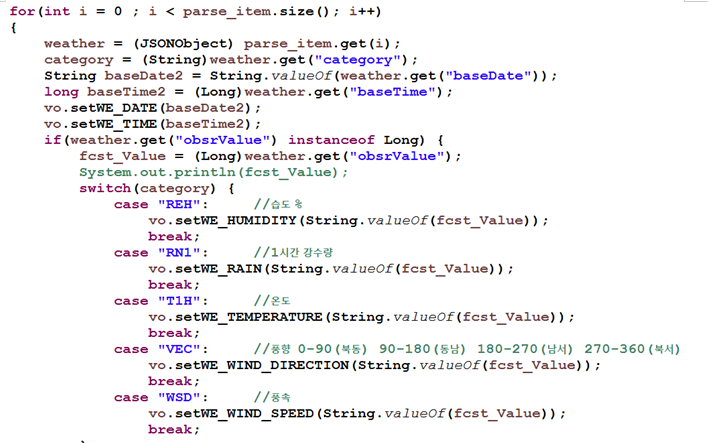 for(int i = 0 ; i < parse_item.size(); i++)
{
    weather = (JSONObject) parse_item.get(i);
    category = (String)weather.get("category");
    String baseDate2 = String.valueOf(weather.get("baseDate"));
    long baseTime2 = (Long)weather.get("baseTime");
    vo.setWE_DATE(baseDate2);
    vo.setWE_TIME(baseTime2);
    if(weather.get("obsrValue") instanceof Long) {
        fcst_Value = (Long)weather.get("obsrValue");
        System.out.println(fcst_Value);
        switch(category) {
            case "REH":     //습도 %
                vo.setWE_HUMIDITY(String.valueOf(fcst_Value));
                break;
            case "RN1":     //1시간 강수량
                vo.setWE_RAIN(String.valueOf(fcst_Value));
                break;
            case "T1H":     //온도
                vo.setWE_TEMPERATURE(String.valueOf(fcst_Value));
                break;
            case "VEC":     //풍향 0-90(북동) 90-180(동남) 180-270(남서) 270-360(북서)
                vo.setWE_WIND_DIRECTION(String.valueOf(fcst_Value));
                break;
            case "WSD":     //풍속
                vo.setWE_WIND_SPEED(String.valueOf(fcst_Value));
                break;